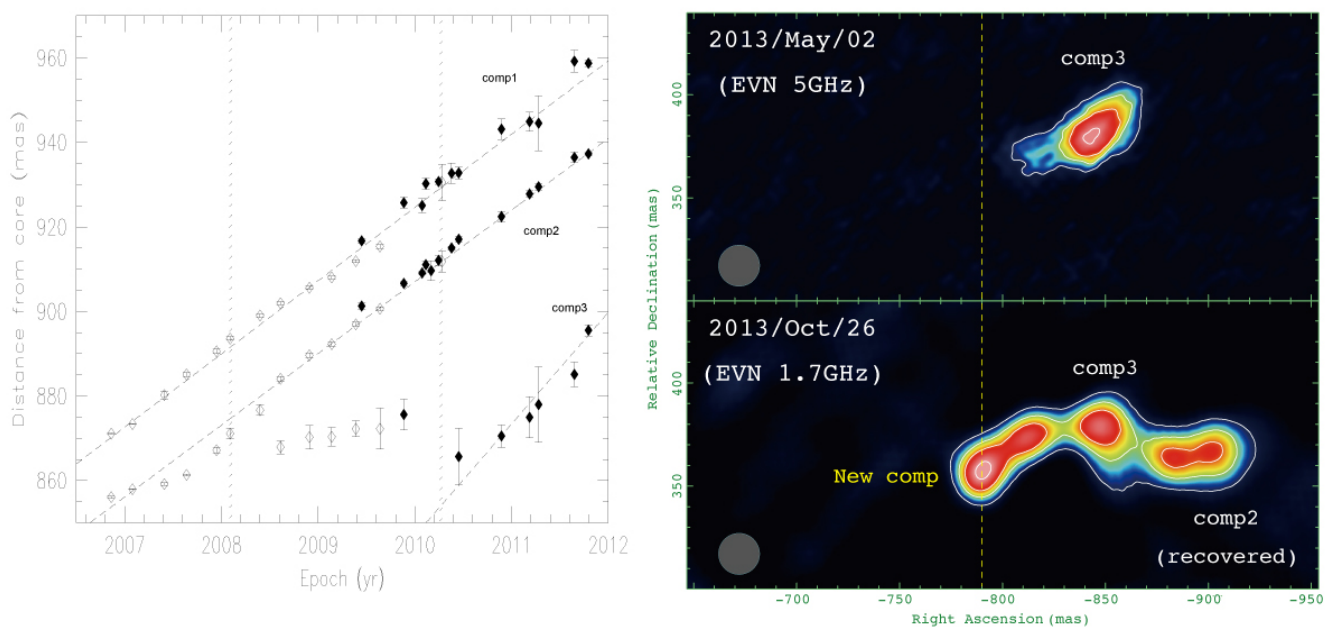 Distance from core (mas)
960
940
920
900
880
860
comp1
comp2
comp3
2007
2008
2009
2010
2011
2012
Epoch (yr)
2013/May/02
(EVN 5GHz)
comp3
400
350
Relative Declination (mas)
2013/Oct/26
(EVN 1.7GHz)
comp3
New comp
comp2
(recovered)
400
350
-700
-750
-800
-850
-900
-950
Right Ascension (mas)